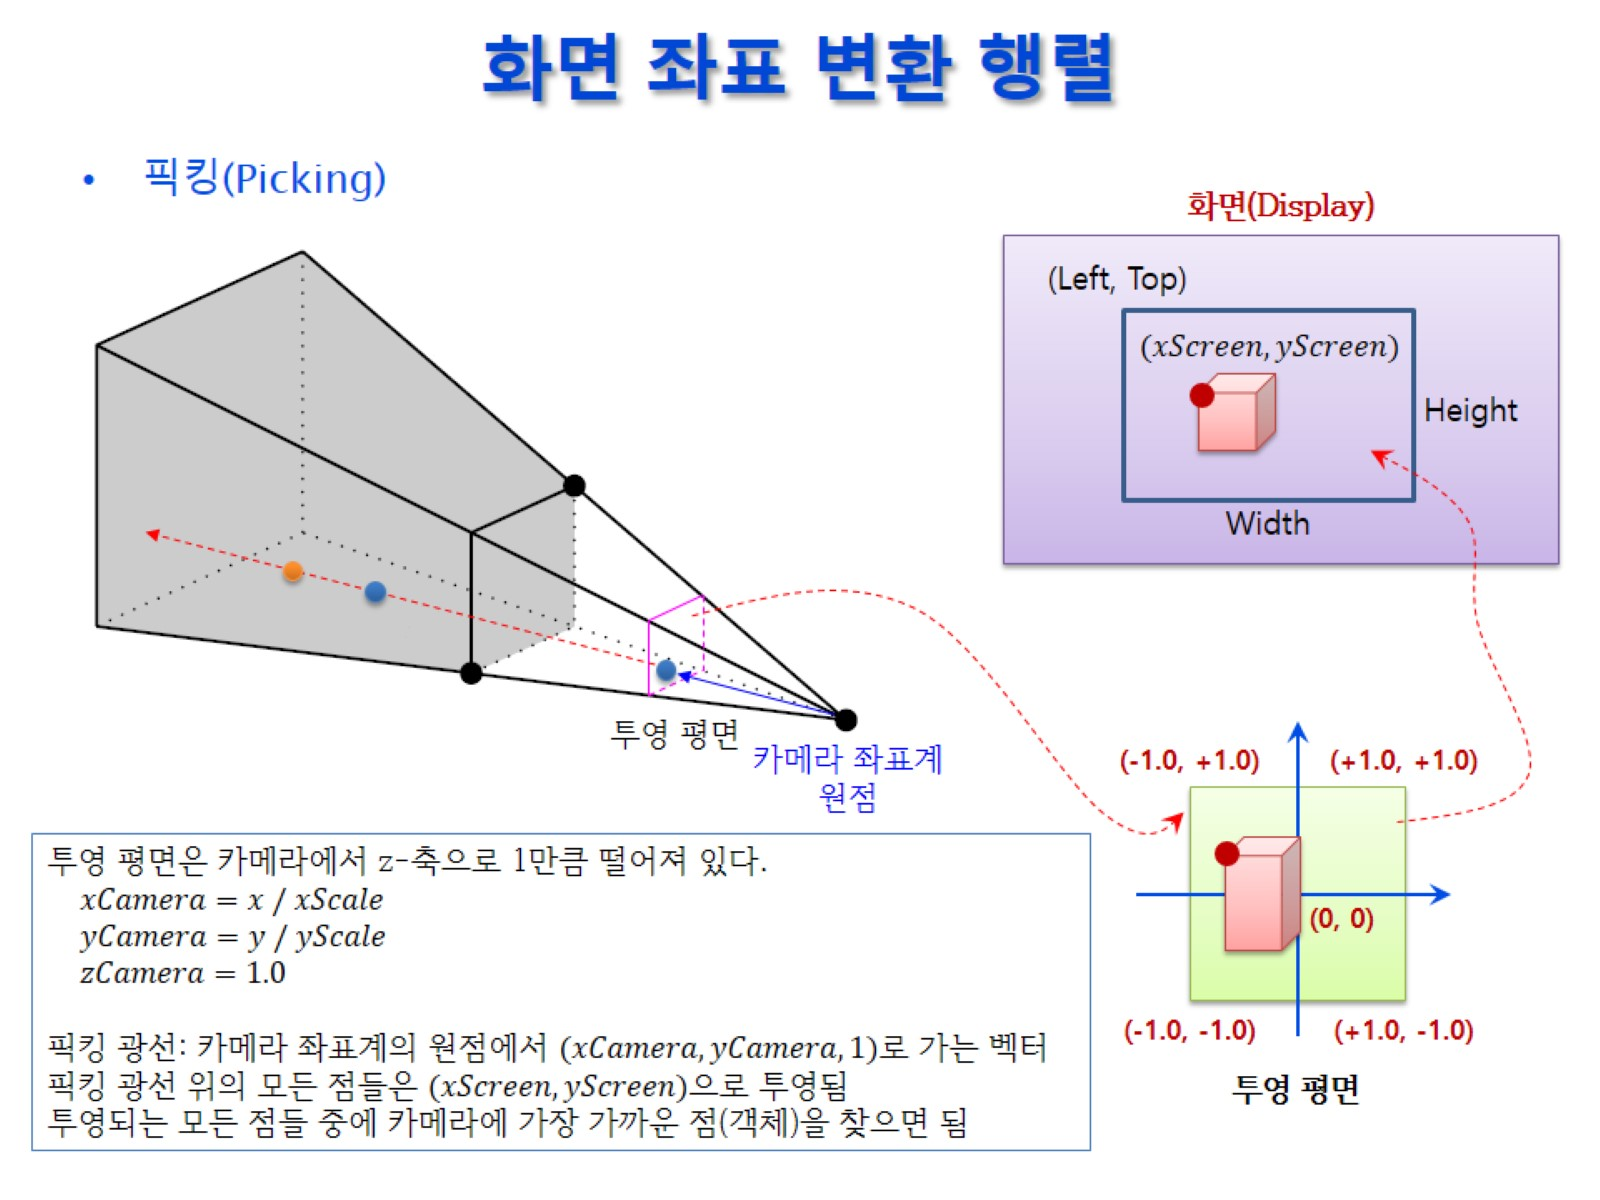 화면 좌표 변환 행렬
• 픽킹(Picking)
화면(Display)
(Left, Top)
(xScreen, yScreen)
Height
Width
투영 평면
카메라 좌표계
원점
(-1.0, +1.0)
(+1.0, +1.0)
(0, 0)
(-1.0, -1.0)
(+1.0, -1.0)
투영 평면
투영 평면은 카메라에서 z-축으로 1만큼 떨어져 있다.
xCamera = x / xScale
yCamera = y / yScale
zCamera = 1.0
픽킹 광선: 카메라 좌표계의 원점에서 (xCamera, yCamera, 1)로 가는 벡터
픽킹 광선 위의 모든 점들은 (xScreen, yScreen)으로 투영됨
투영되는 모든 점들 중에 카메라에 가장 가까운 점(객체)을 찾으면 됨